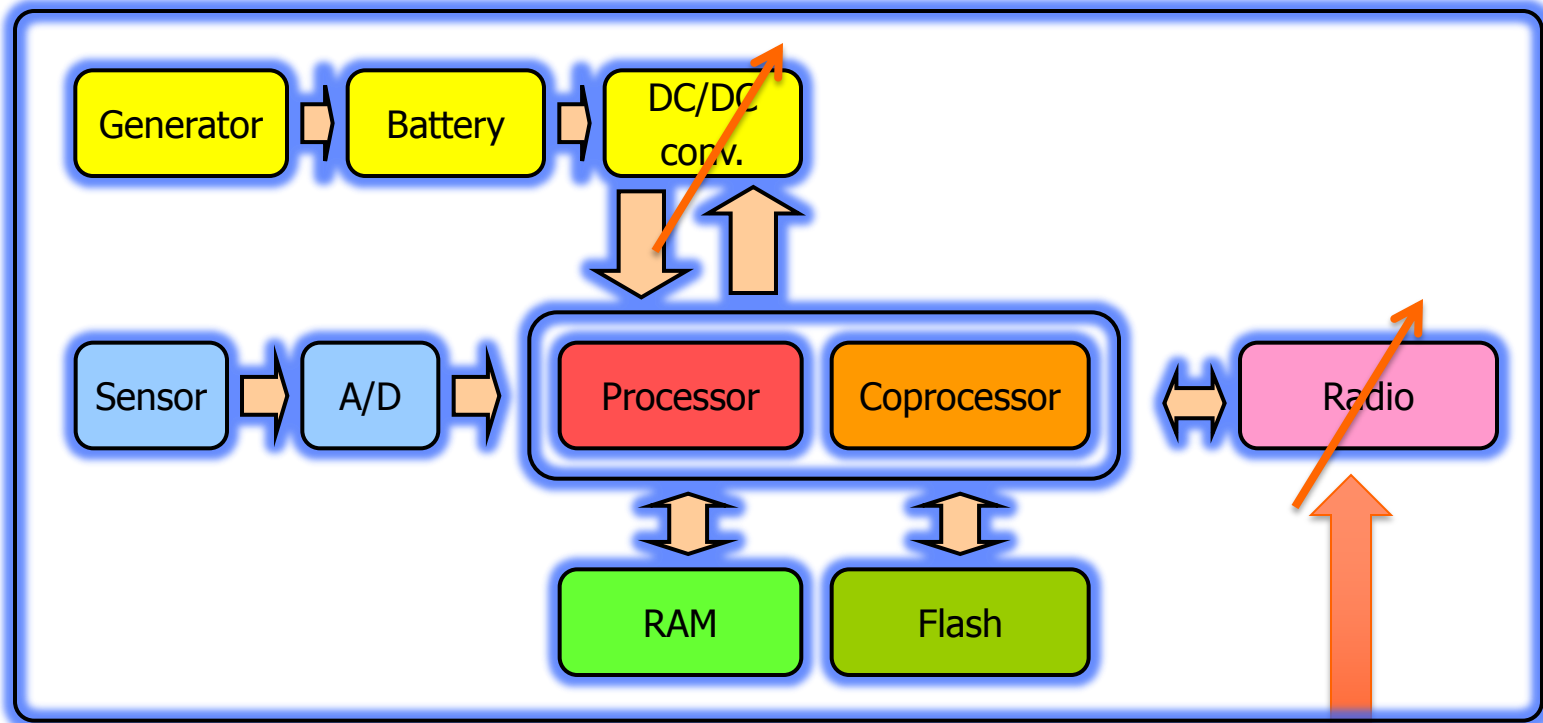 Generator
Battery
DC/DC
conv.
Sensor
A/D
Processor
Coprocessor
Radio
RAM
Flash